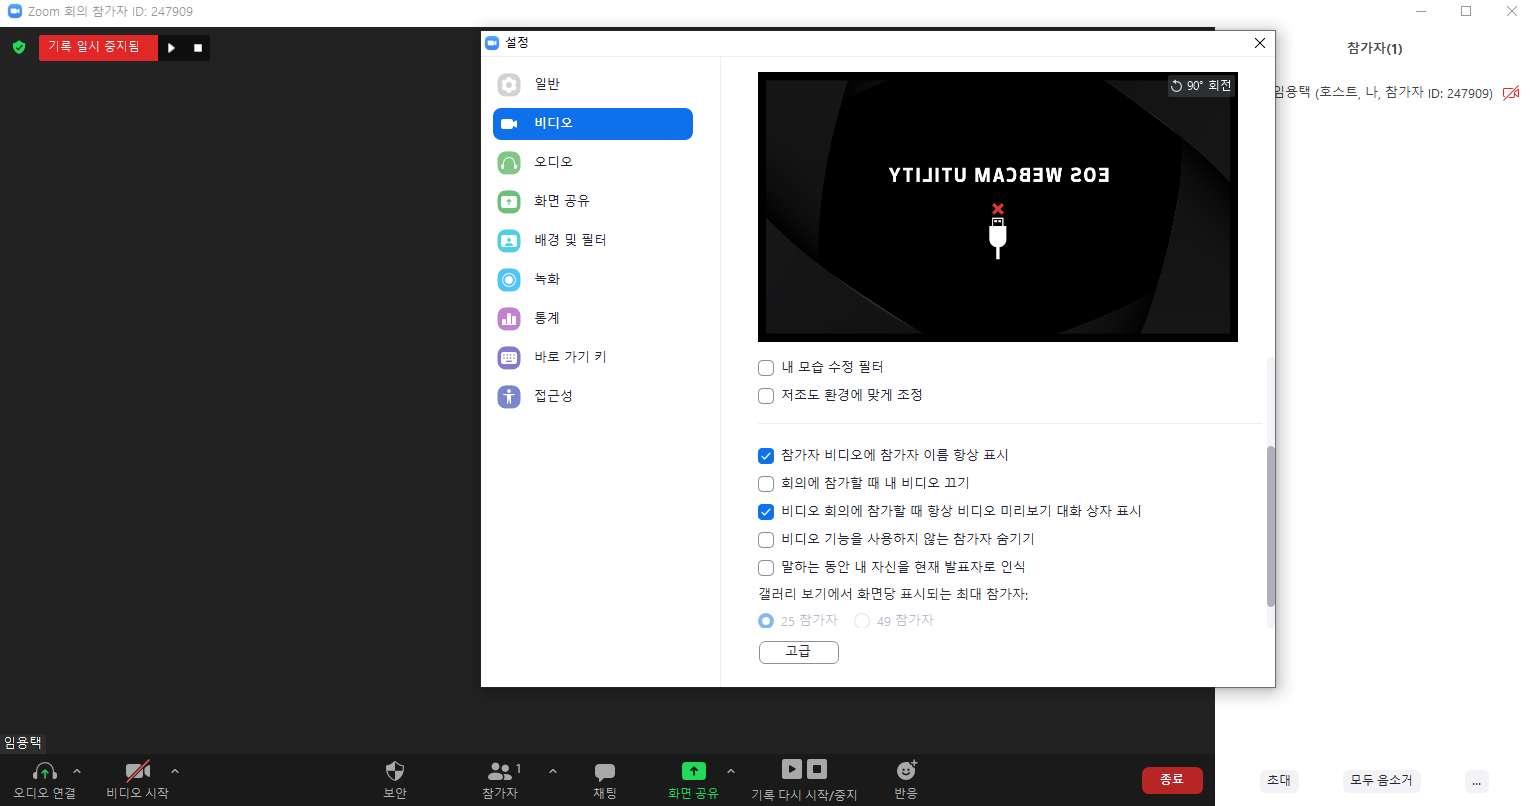 Zoom 회의 참가자 ID: 247909
기록 일시 중지됨
설정
일반
비디오
오디오
화면 공유
배경 및 필터
녹화
통계
바로 가기 키
접근성
90° 회전
EOS WEBCAM UTILITY
내 모습 수정 필터
저조도 환경에 맞게 조정
참가자 비디오에 참가자 이름 항상 표시
회의에 참가할 때 내 비디오 끄기
비디오 회의에 참가할 때 항상 비디오 미리보기 대화 상자 표시
비디오 기능을 사용하지 않는 참가자 숨기기
말하는 동안 내 자신을 현재 발표자로 인식
갤러리 보기에서 화면당 표시되는 최대 참가자:
25 참가자 49 참가자
고급
참가자(1)
임용택 (호스트, 나, 참가자 ID: 247909)
임용택
오디오 연결
비디오 시작
보안
참가자 1
채팅
화면 공유
기록 다시 시작/중지
반응
종료
초대
모두 음소거
...